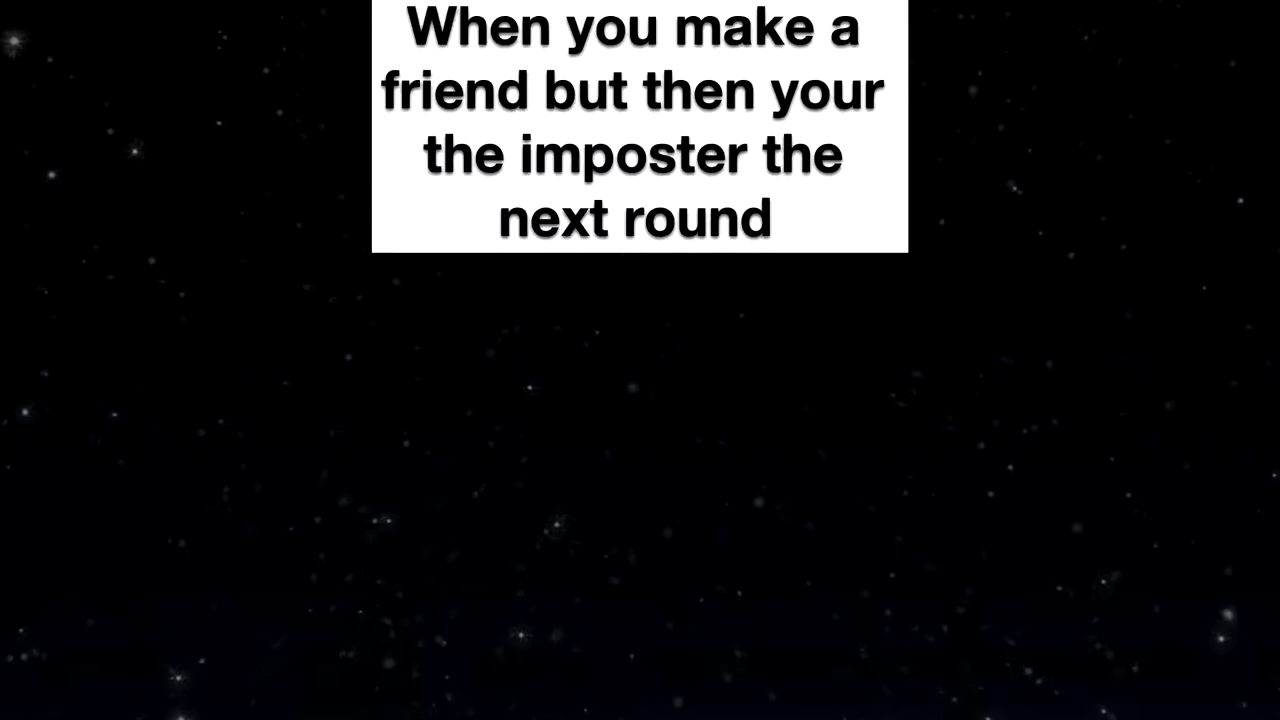 When you make a
friend but then your
the imposter the
next round